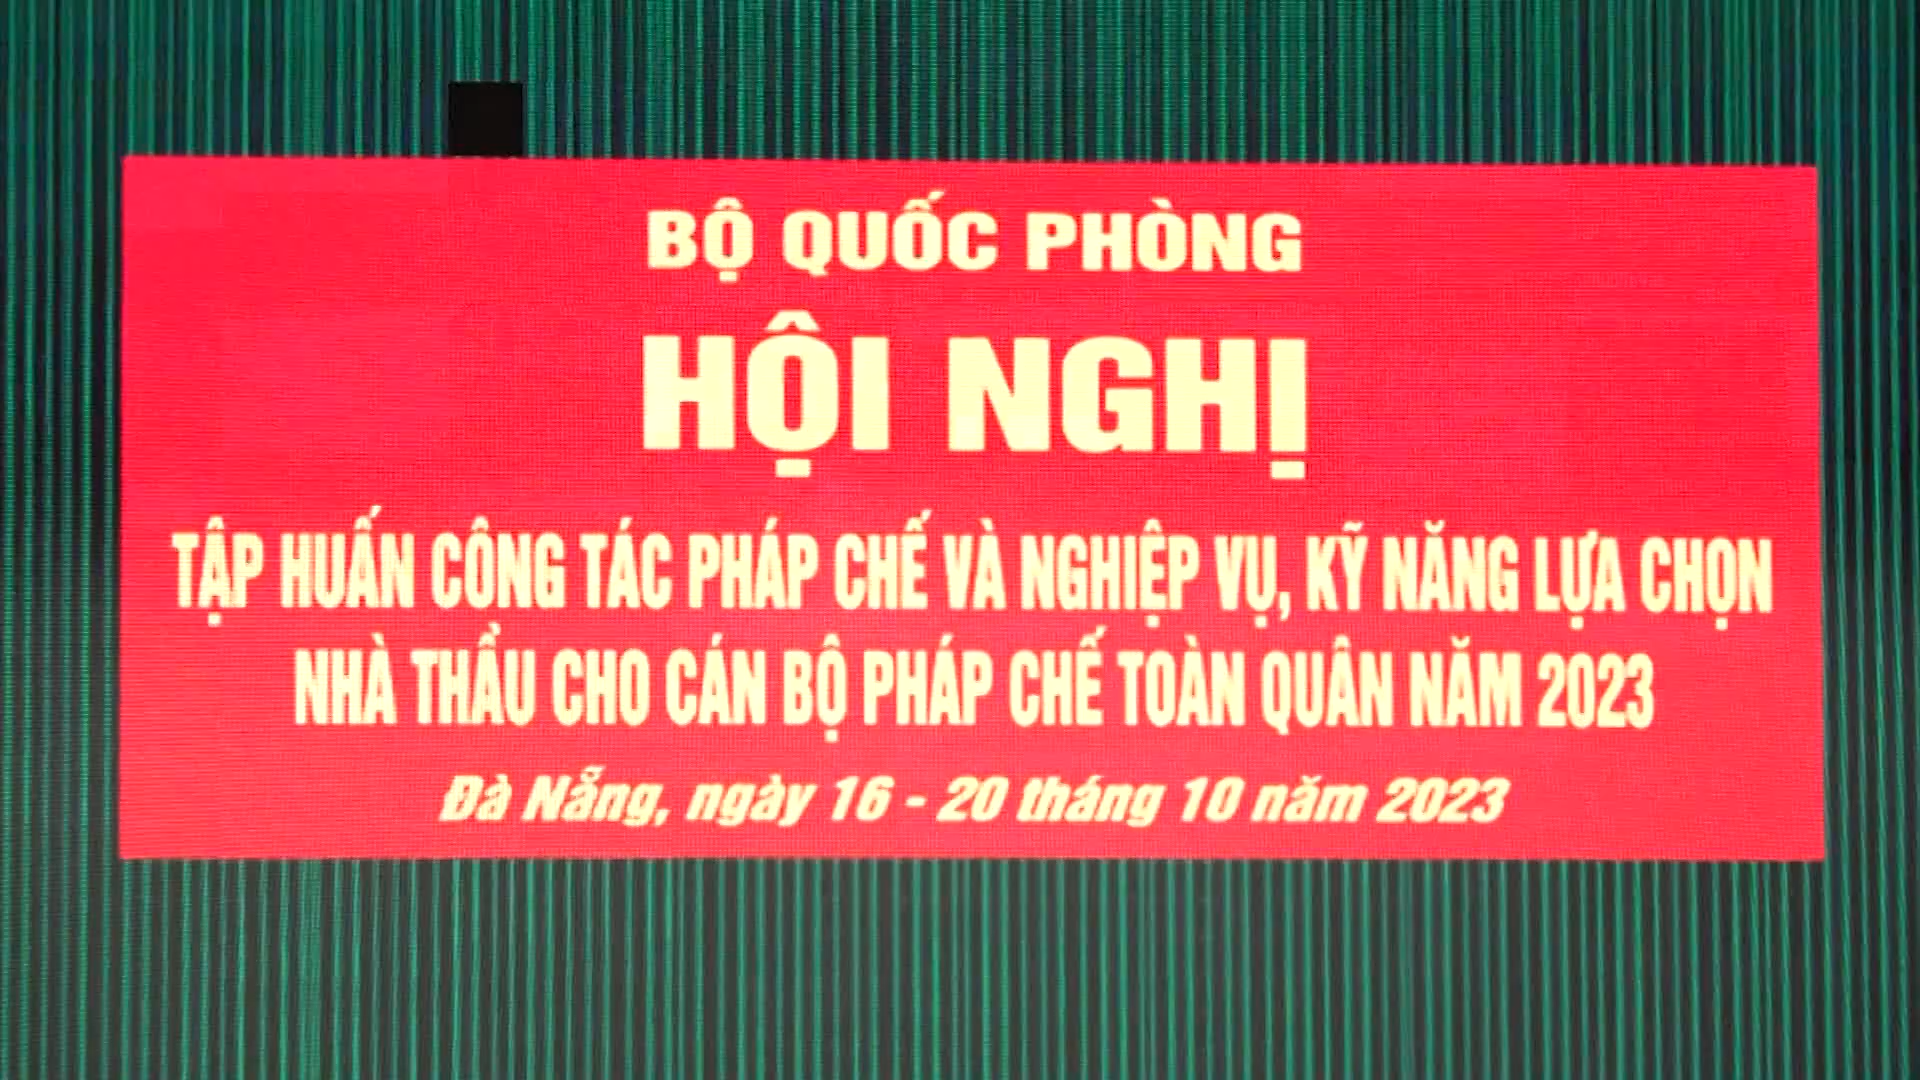 BỘ QUỐC PHÒNG
HỘI NGHỊ
TẬP HUẤN CÔNG TÁC PHÁP CHẾ VÀ NGHIỆP VỤ, KỸ NĂNG LỰA CHỌN
NHÀ THẦU CHO CÁN BỘ PHÁP CHẾ TOÀN QUÂN NĂM 2023
Đà Nẵng, ngày 16 - 20 tháng 10 năm 2023